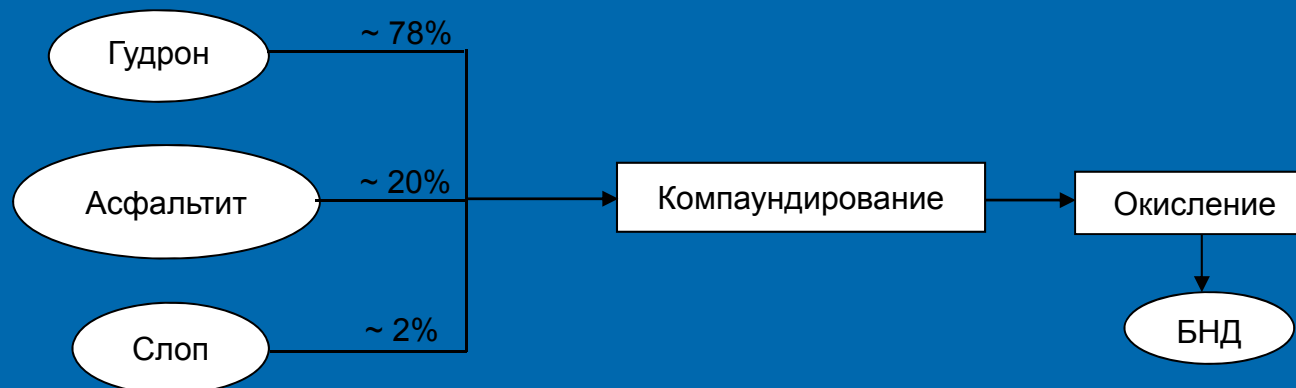 Гудрон
~ 78%
Асфальтит
~ 20%
Компаундирование
Окисление
Слоп
~ 2%
БНД